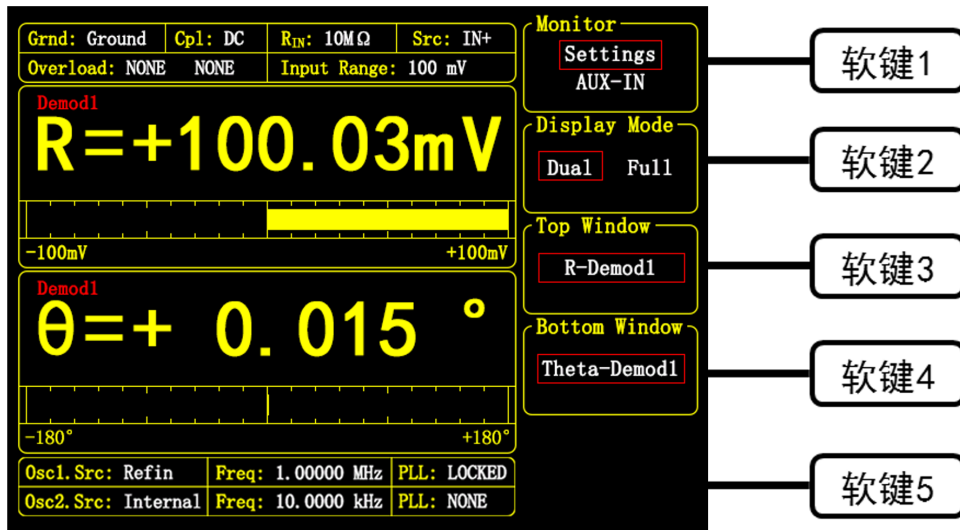 Grnd: Ground Cpl: DC R_IN: 10MΩ Src: IN+
Overload: NONE NONE Input Range: 100 mV
Demod1
R=+100.03mV
-100mV +100mV
Demod1
θ=+ 0.015 °
-180° +180°
Osc1.Src: Refin Freq: 1.00000 MHz PLL: LOCKED
Osc2.Src: Internal Freq: 10.0000 kHz PLL: NONE
Monitor
Settings
AUX-IN
Display Mode
Dual Full
Top Window
R-Demod1
Bottom Window
Theta-Demod1
软键1
软键2
软键3
软键4
软键5